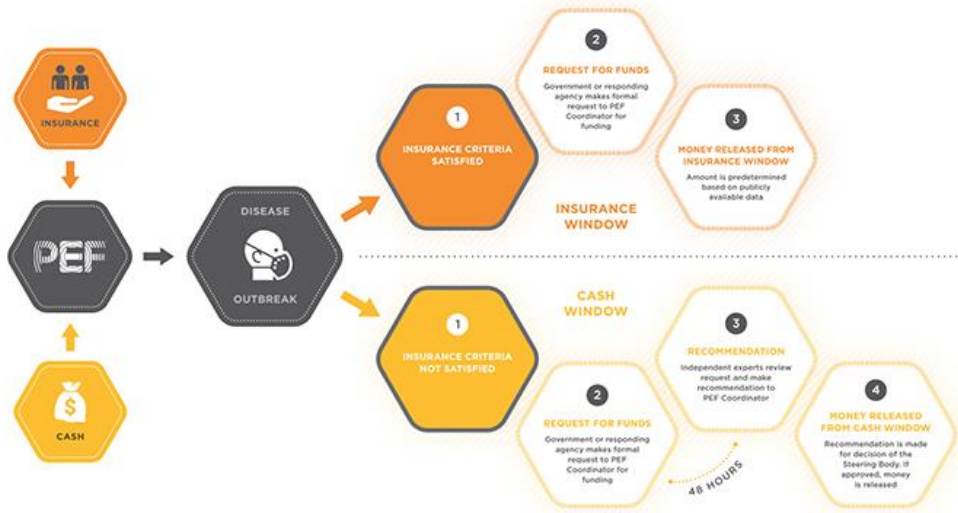 INSURANCE
PEF
$
CASH
DISEASE
OUTBREAK
1
INSURANCE CRITERIA
SATISFIED
2
REQUEST FOR FUNDS
Government or responding
agency makes formal
request to PEF
Coordinator for
funding
3
MONEY RELEASED FROM
INSURANCE WINDOW
Amount is predetermined
based on publicly
available data
INSURANCE
WINDOW
CASH
WINDOW
1
INSURANCE CRITERIA
NOT SATISFIED
2
REQUEST FOR FUNDS
Government or responding
agency makes formal
request to PEF
Coordinator for
funding
48 HOURS
3
RECOMMENDATION
Independent experts review
request and make
recommendation to
PEF Coordinator
4
MONEY RELEASED
FROM CASH WINDOW
Recommendation is made
for decision of the
Steering Body. If
approved, money
is released